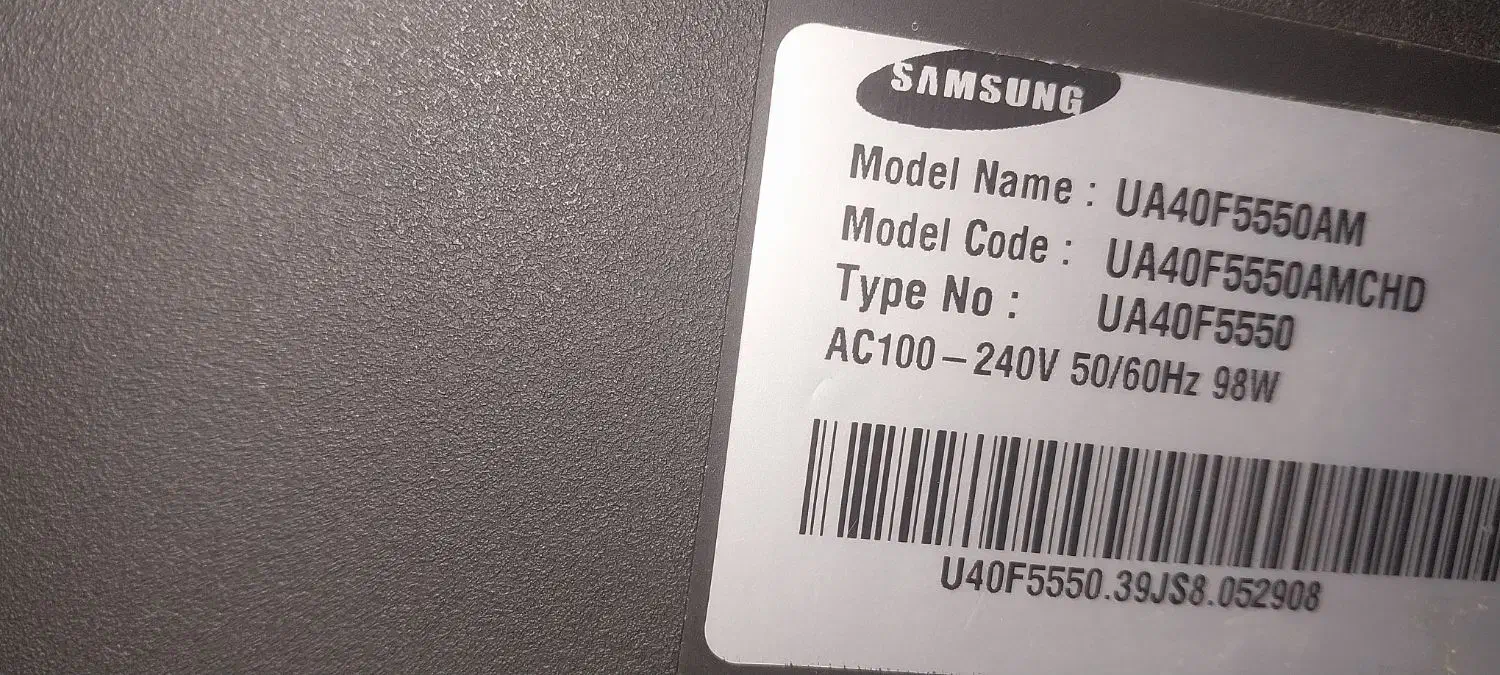 SAMSUNG
Model Name : UA40F5550AM
Model Code : UA40F5550AMCHD
Type No : UA40F5550
AC100–240V 50/60Hz 98W
U40F5550.39JS8.052908